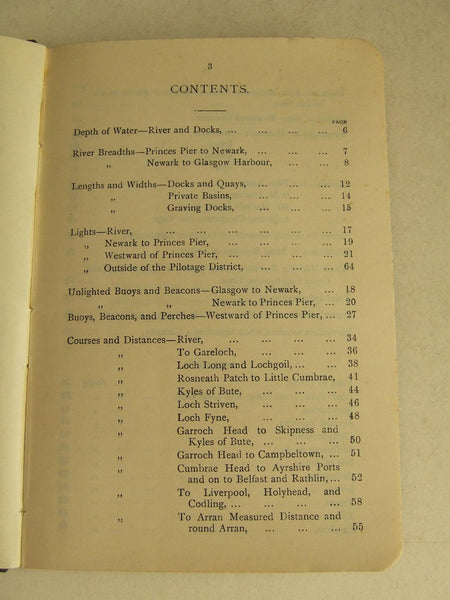 3
CONTENTS.
PAGE
Depth of Water—River and Docks, ... ... ... ... 6
River Breadths—Princes Pier to Newark, ... ... ... 7
„ Newark to Glasgow Harbour, ... ... 8
Lengths and Widths—Docks and Quays, ... ... ... 12
„ Private Basins, ... ... ... 14
„ Graving Docks, ... ... ... 15
Lights—River, ... ... ... ... ... ... 17
„ Newark to Princes Pier, ... ... ... ... 19
„ Westward of Princes Pier, ... ... ... ... 21
„ Outside of the Pilotage District, ... ... ... 64
Unlighted Buoys and Beacons—Glasgow to Newark, ... 18
„ „ Newark to Princes Pier, ... 20
Buoys, Beacons, and Perches—Westward of Princes Pier, ... 27
Courses and Distances—River, ... ... ... ... 34
„ To Gareloch, ... ... ... 36
„ Loch Long and Lochgoil, ... ... 38
„ Rosneath Patch to Little Cumbrae, 41
„ Kyles of Bute, ... ... ... 44
„ Loch Striven, ... ... ... 46
„ Loch Fyne, ... ... ... 48
„ Garroch Head to Skipness and
Kyles of Bute, ... ... ... 50
„ Garroch Head to Campbeltown, ... 51
„ Cumbrae Head to Ayrshire Ports
and on to Belfast and Rathlin, ... 52
„ To Liverpool, Holyhead, and
Codling, ... ... ... ... 58
„ To Arran Measured Distance and
round Arran, ... ... ... 55